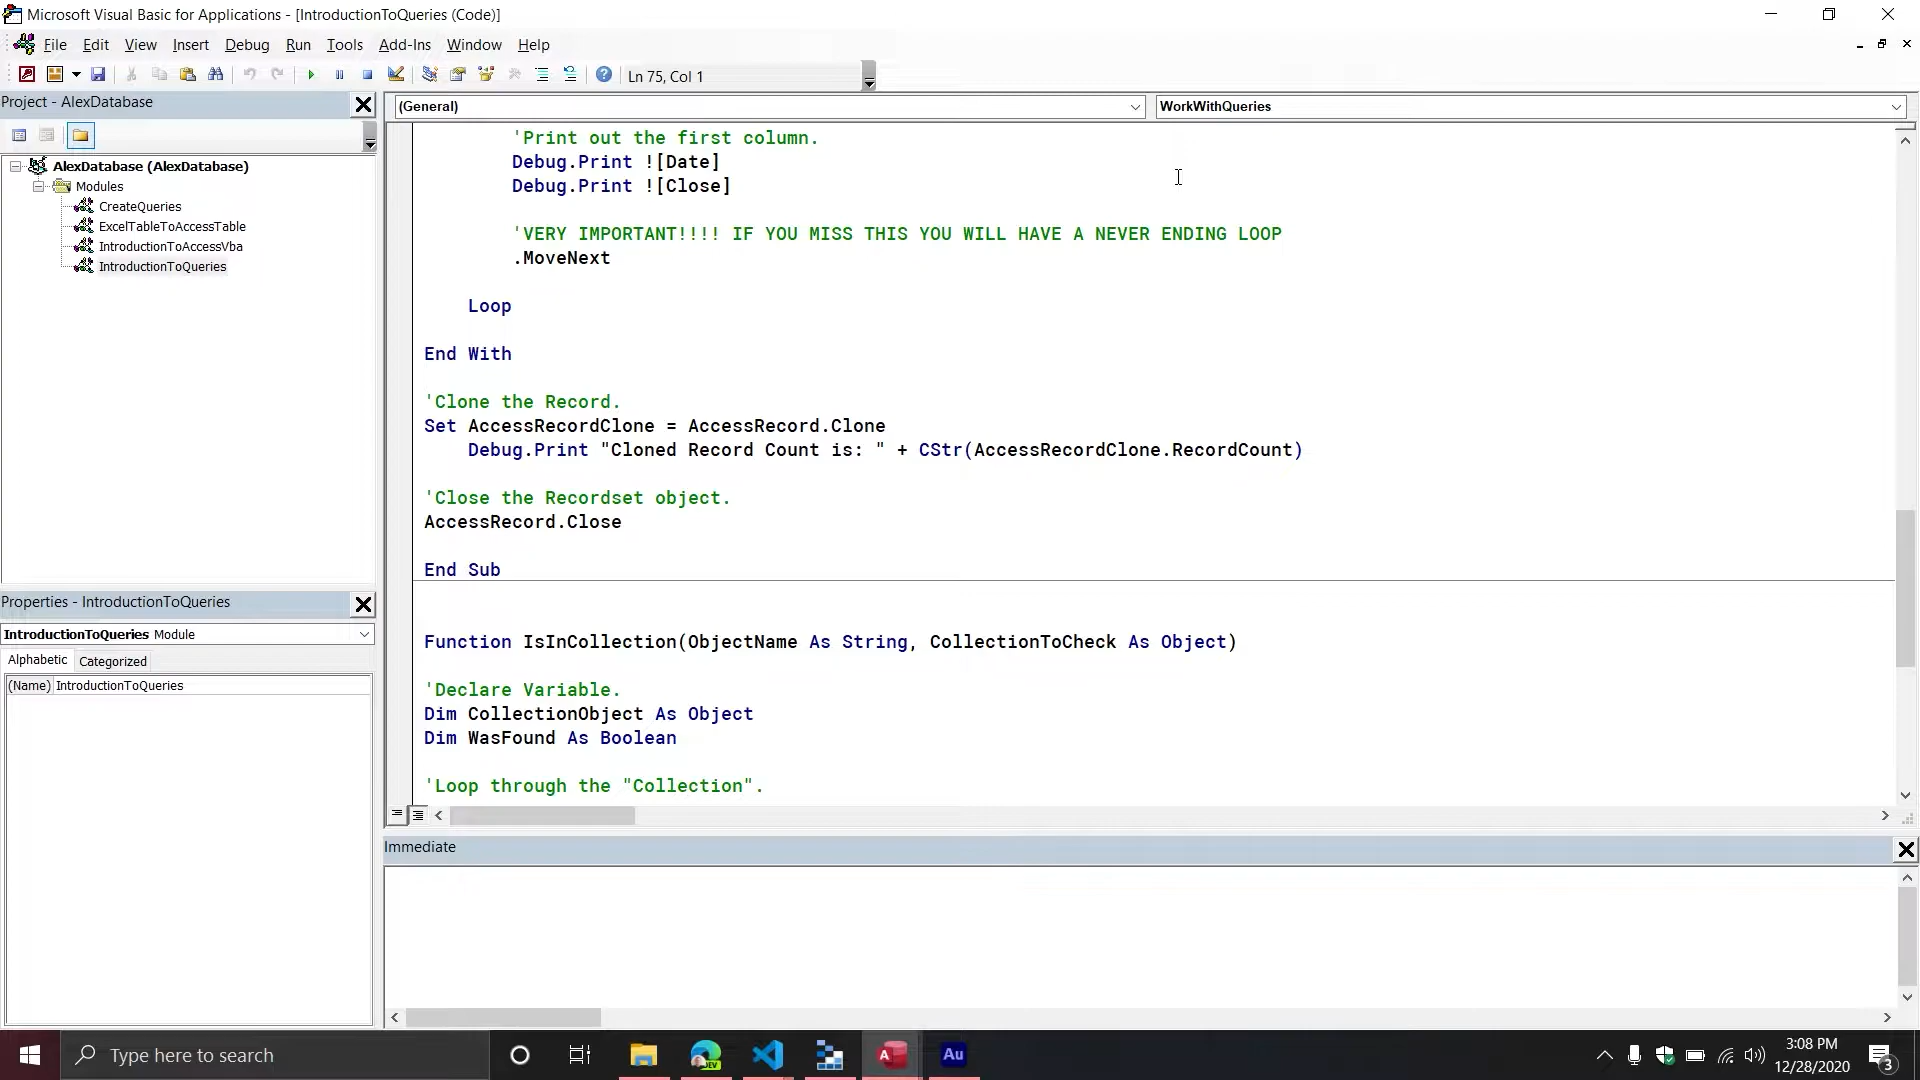 Microsoft Visual Basic for Applications - [IntroductionToQueries (Code)]
File Edit View Insert Debug Run Tools Add-Ins Window Help
Ln 75, Col 1
Project - AlexDatabase
AlexDatabase (AlexDatabase)
Modules
CreateQueries
ExcelTableToAccessTable
IntroductionToAccessVba
IntroductionToQueries
Properties - IntroductionToQueries
IntroductionToQueries Module
Alphabetic Categorized
(Name) IntroductionToQueries
(General) WorkWithQueries
'Print out the first column.
Debug.Print ![Date]
Debug.Print ![Close]
'VERY IMPORTANT!!!! IF YOU MISS THIS YOU WILL HAVE A NEVER ENDING LOOP
.MoveNext
Loop
End With
'Clone the Record.
Set AccessRecordClone = AccessRecord.Clone
Debug.Print "Cloned Record Count is: " + CStr(AccessRecordClone.RecordCount)
'Close the Recordset object.
AccessRecord.Close
End Sub
Function IsInCollection(ObjectName As String, CollectionToCheck As Object)
'Declare Variable.
Dim CollectionObject As Object
Dim WasFound As Boolean
'Loop through the "Collection".
Immediate
Type here to search
DEV
A
Au
3:08 PM
12/28/2020
3